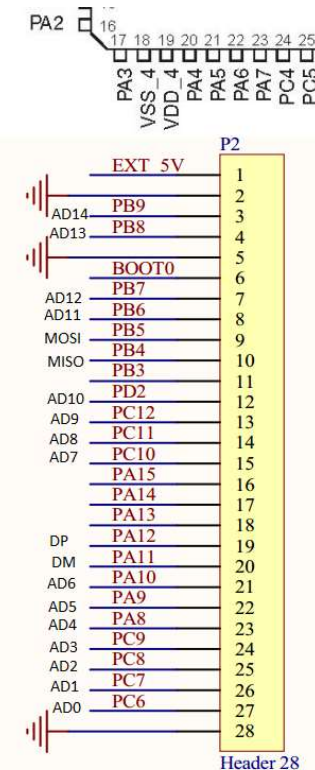 PA2 16
17 18 19 20 21 22 23 24 25
PA3 VSS_4 VDD_4 PA4 PA5 PA6 PA7 PC4 PC5
P2
EXT_5V 1
2
AD14 PB9 3
AD13 PB8 4
5
BOOT0 6
AD12 PB7 7
AD11 PB6 8
MOSI PB5 9
MISO PB4 10
PB3 11
AD10 PD2 12
AD9 PC12 13
AD8 PC11 14
AD7 PC10 15
PA15 16
PA14 17
PA13 18
DP PA12 19
DM PA11 20
AD6 PA10 21
AD5 PA9 22
AD4 PA8 23
AD3 PC9 24
AD2 PC8 25
AD1 PC7 26
AD0 PC6 27
28
Header 28